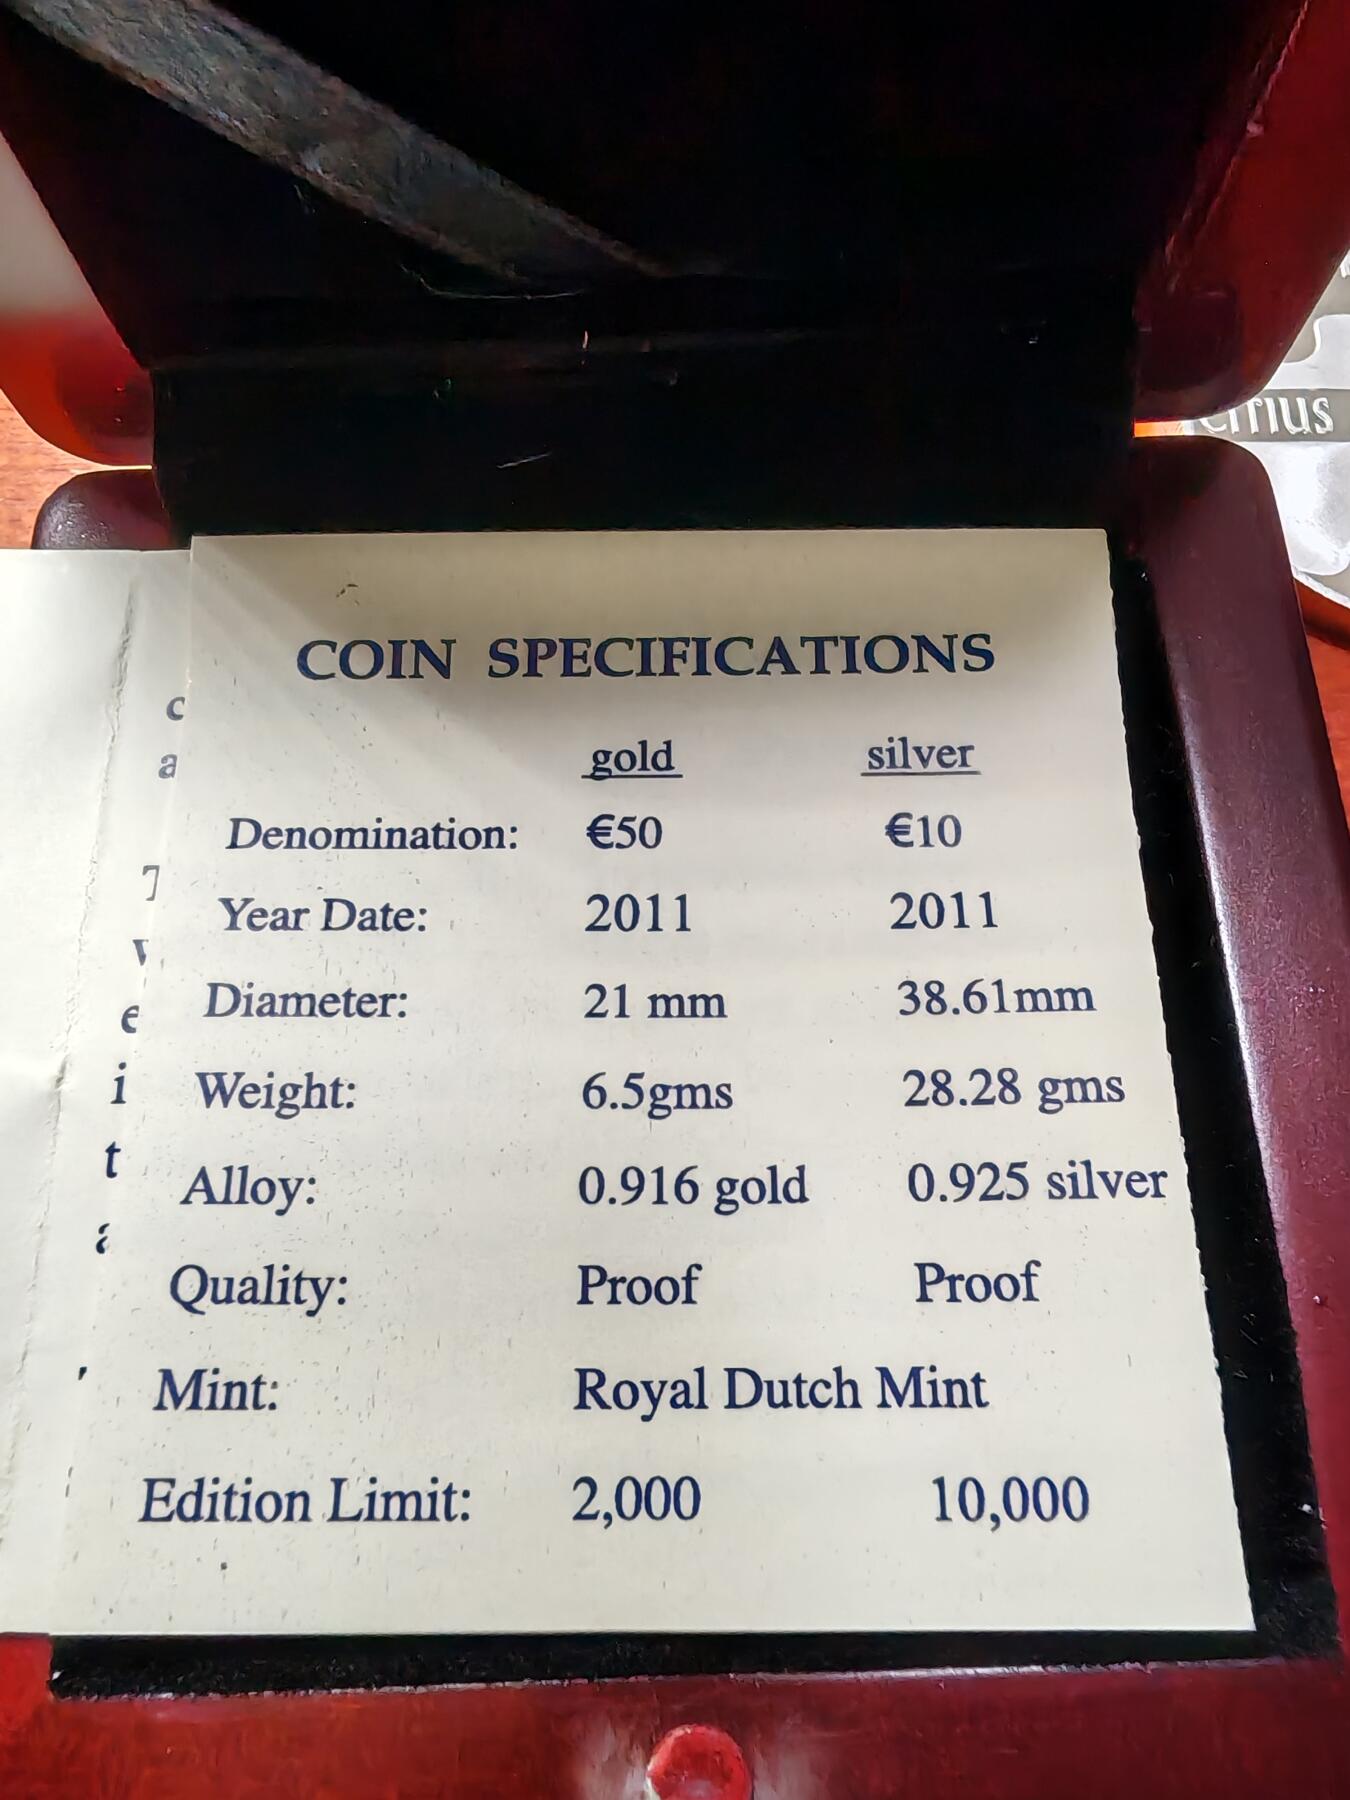 COIN SPECIFICATIONS
gold silver
Denomination: €50 €10
Year Date: 2011 2011
Diameter: 21 mm 38.61mm
Weight: 6.5gms 28.28 gms
Alloy: 0.916 gold 0.925 silver
Quality: Proof Proof
Mint: Royal Dutch Mint
Edition Limit: 2,000 10,000